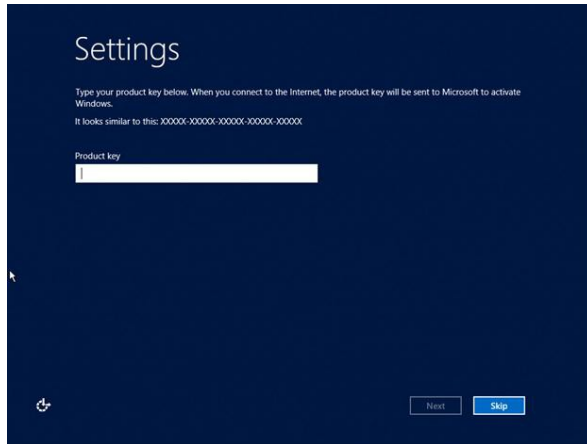 Settings
Type your product key below. When you connect to the Internet, the product key will be sent to Microsoft to activate
Windows.
It looks similar to this: XXXXX-XXXXX-XXXXX-XXXXX-XXXXX
Product key
Next
Skip